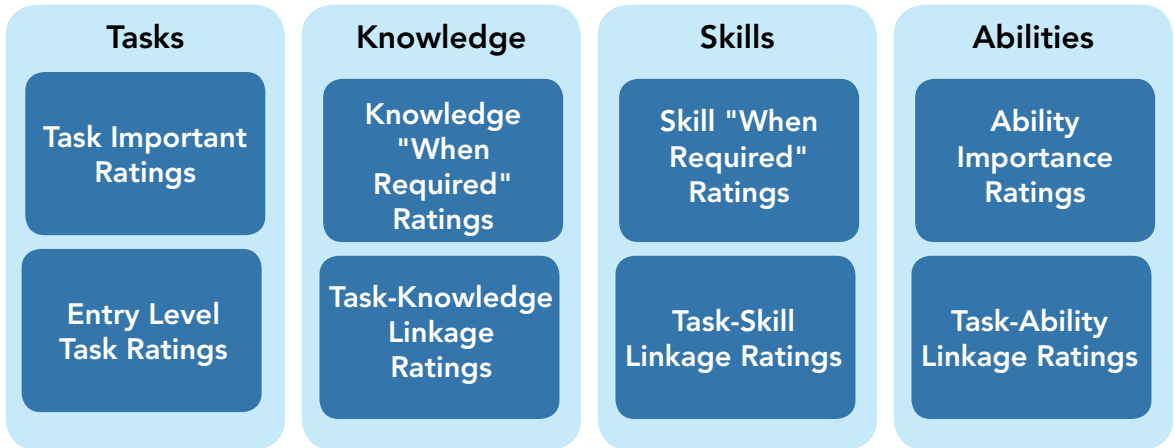 Tasks
Task Important
Ratings
Entry Level
Task Ratings
Knowledge
Knowledge
"When
Required"
Ratings
Task-Knowledge
Linkage
Ratings
Skills
Skill "When
Required"
Ratings
Task-Skill
Linkage Ratings
Abilities
Ability
Importance
Ratings
Task-Ability
Linkage Ratings